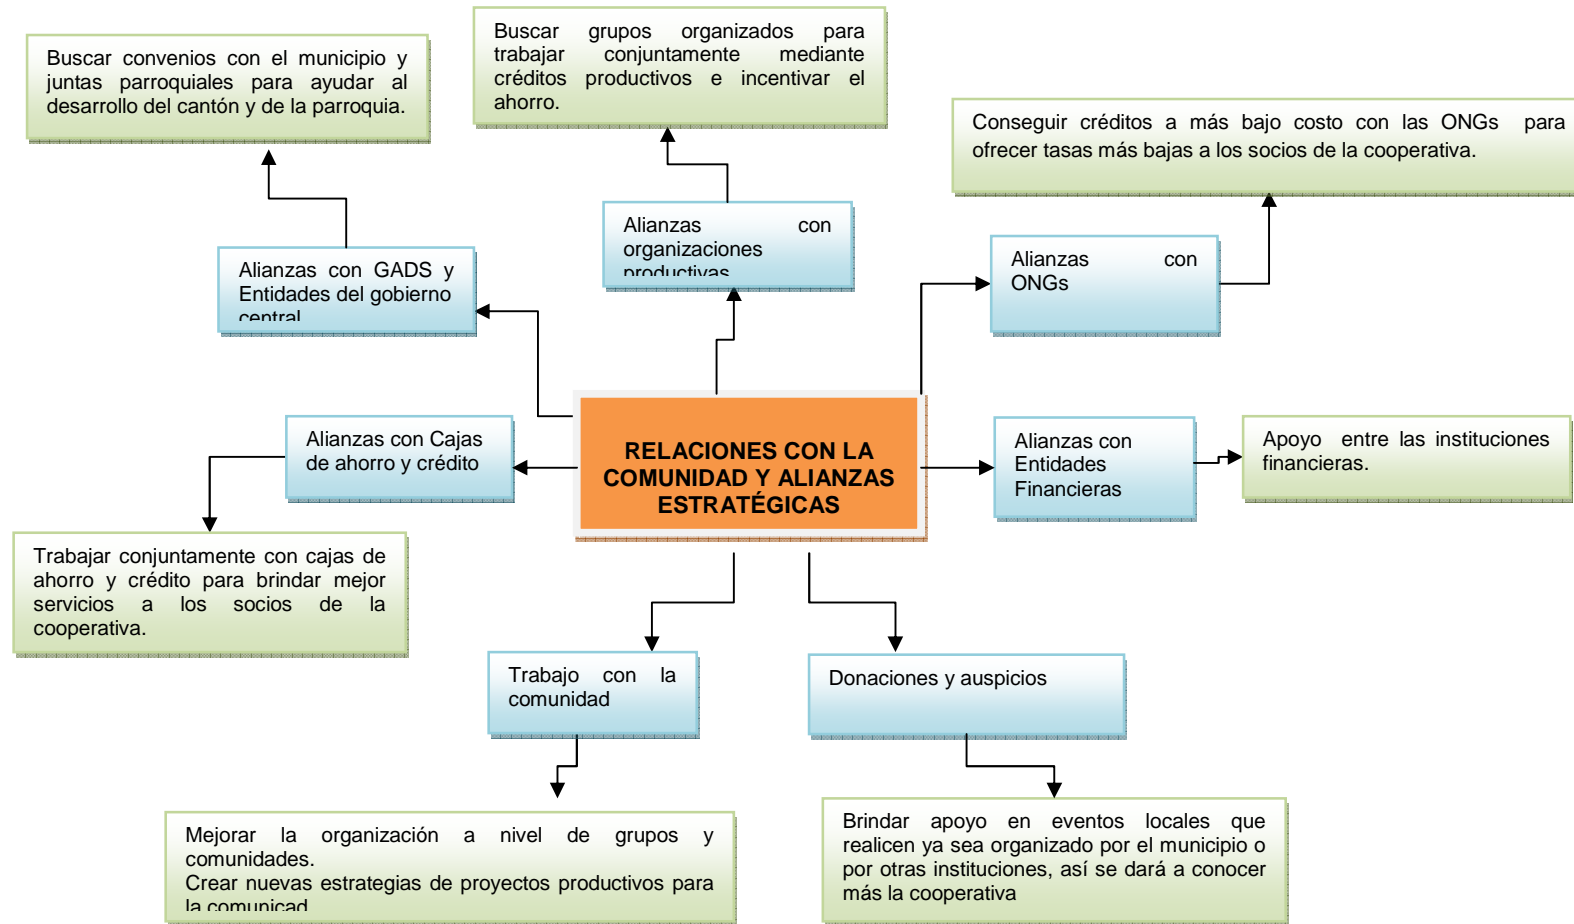 Buscar convenios con el municipio y
juntas parroquiales para ayudar al
desarrollo del cantón y de la parroquia.
Buscar grupos organizados para
trabajar conjuntamente mediante
créditos productivos e incentivar el
ahorro.
Conseguir créditos a más bajo costo con las ONGs para
ofrecer tasas más bajas a los socios de la cooperativa.
Alianzas con GADS y
Entidades del gobierno
central
Alianzas con
organizaciones
productivas
Alianzas con
ONGs
Alianzas con Cajas
de ahorro y crédito
RELACIONES CON LA
COMUNIDAD Y ALIANZAS
ESTRATÉGICAS
Alianzas con
Entidades
Financieras
Apoyo entre las instituciones
financieras.
Trabajar conjuntamente con cajas de
ahorro y crédito para brindar mejor
servicios a los socios de la
cooperativa.
Trabajo con la
comunidad
Donaciones y auspicios
Mejorar la organización a nivel de grupos y
comunidades.
Crear nuevas estrategias de proyectos productivos para
la comunicad
Brindar apoyo en eventos locales que
realicen ya sea organizado por el municipio o
por otras instituciones, así se dará a conocer
más la cooperativa